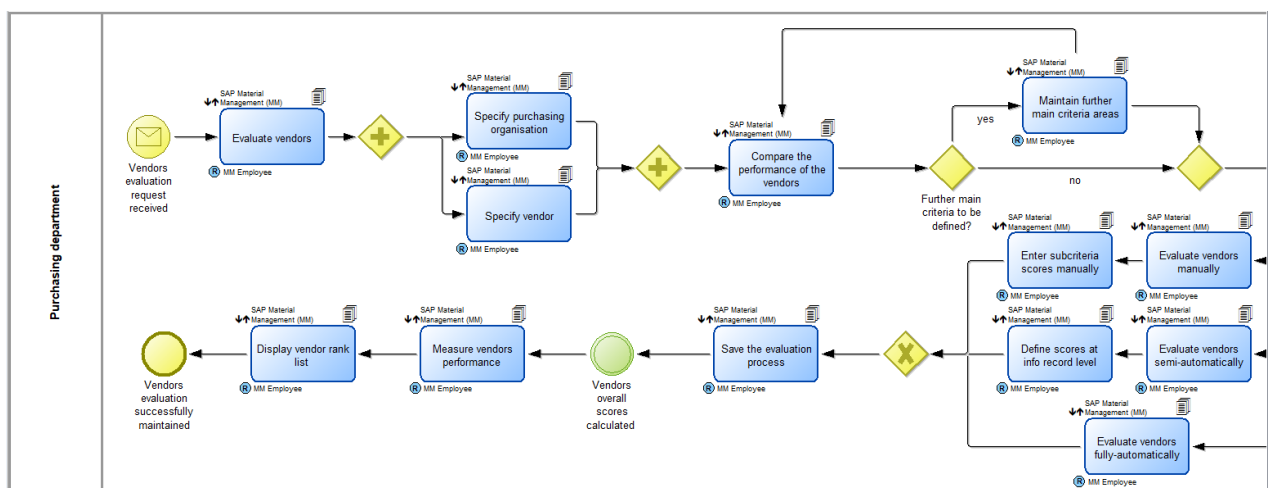 Purchasing department
Vendors
evaluation
request
received
SAP Material
Management (MM)
Evaluate vendors
R MM Employee
SAP Material
Management (MM)
Specify purchasing
organisation
R MM Employee
SAP Material
Management (MM)
Specify vendor
R MM Employee
SAP Material
Management (MM)
Compare the
performance of the
vendors
R MM Employee
Further main
criteria to be
defined?
yes
SAP Material
Management (MM)
Maintain further
main criteria areas
R MM Employee
no
SAP Material
Management (MM)
Enter subcriteria
scores manually
R MM Employee
SAP Material
Management (MM)
Evaluate vendors
manually
R MM Employee
SAP Material
Management (MM)
Define scores at
info record level
R MM Employee
SAP Material
Management (MM)
Evaluate vendors
semi-automatically
R MM Employee
SAP Material
Management (MM)
Evaluate vendors
fully-automatically
R MM Employee
SAP Material
Management (MM)
Save the evaluation
process
R MM Employee
Vendors
overall
scores
calculated
SAP Material
Management (MM)
Measure vendors
performance
R MM Employee
SAP Material
Management (MM)
Display vendor rank
list
R MM Employee
Vendors
evaluation
successfully
maintained